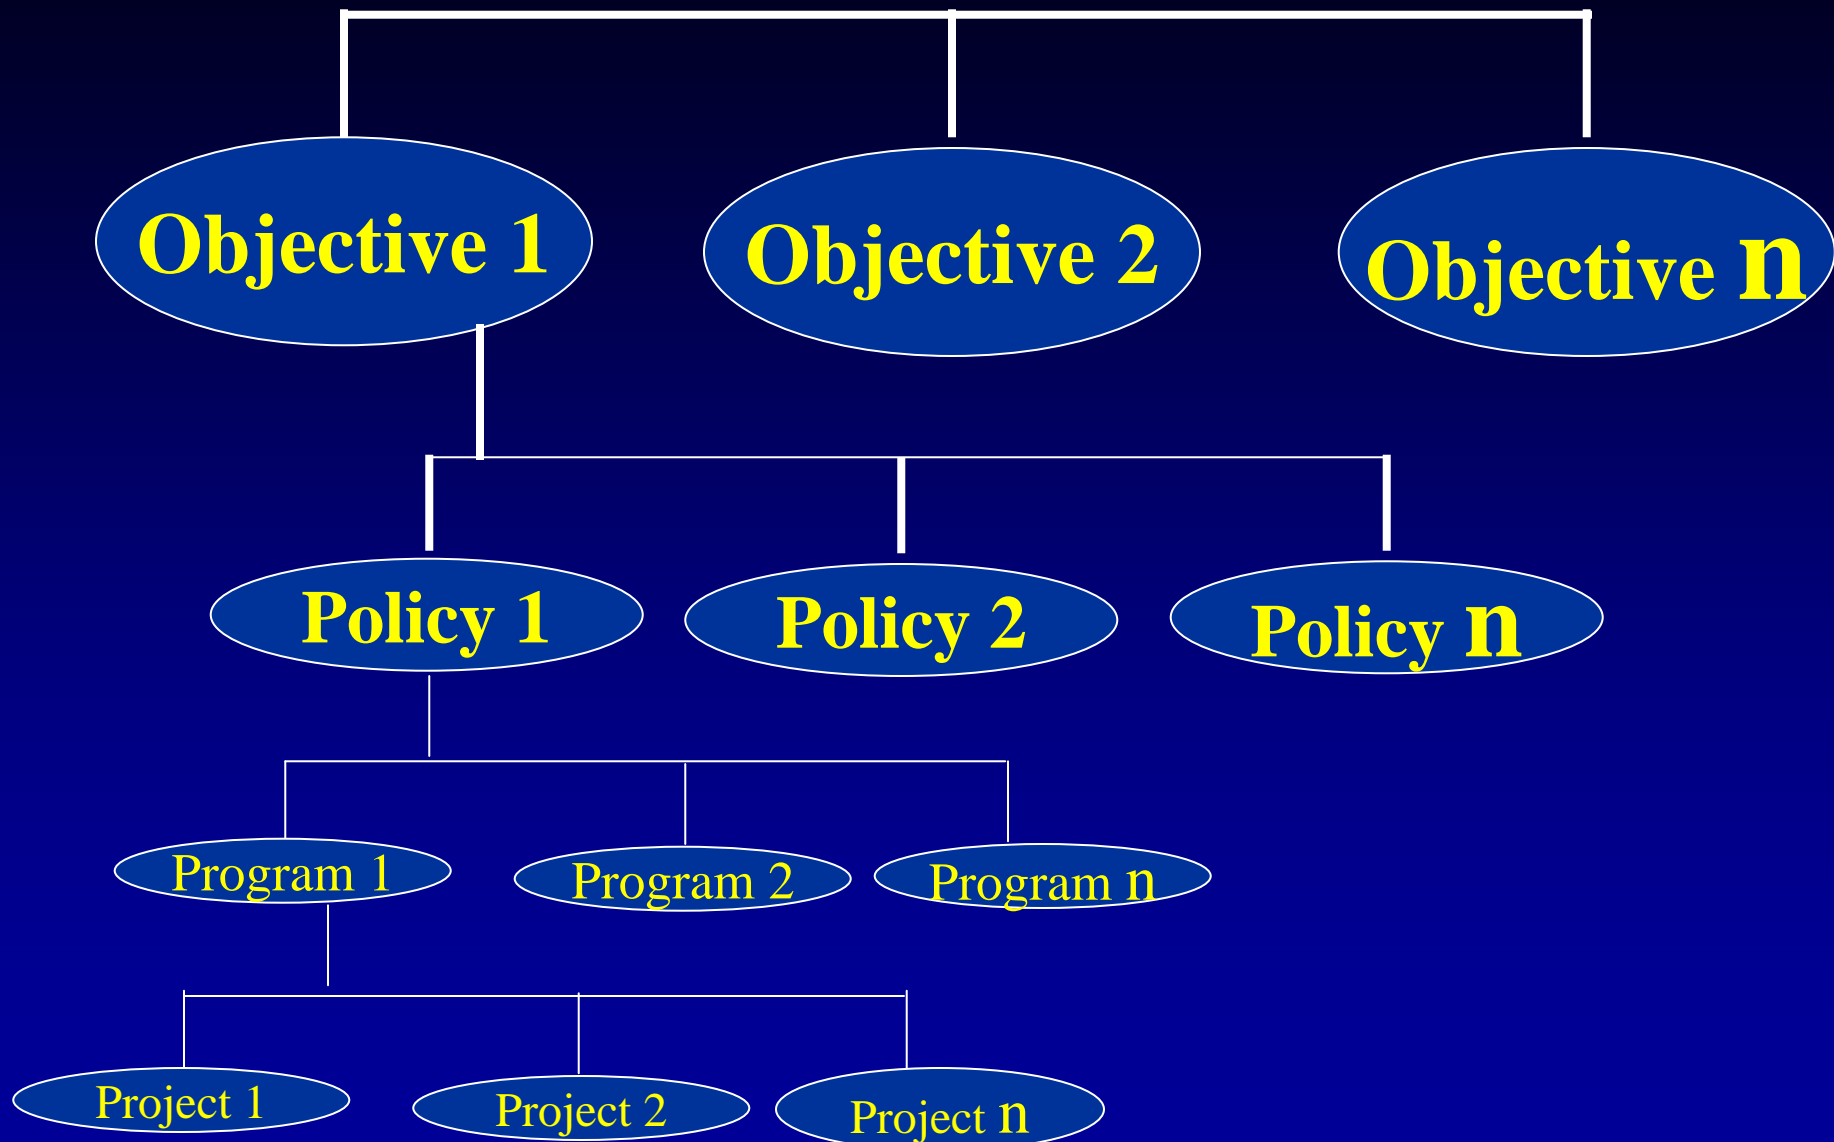 Objective 1
Objective 2
Objective n
Policy 1
Policy 2
Policy n
Program 1
Program 2
Program n
Project 1
Project 2
Project n